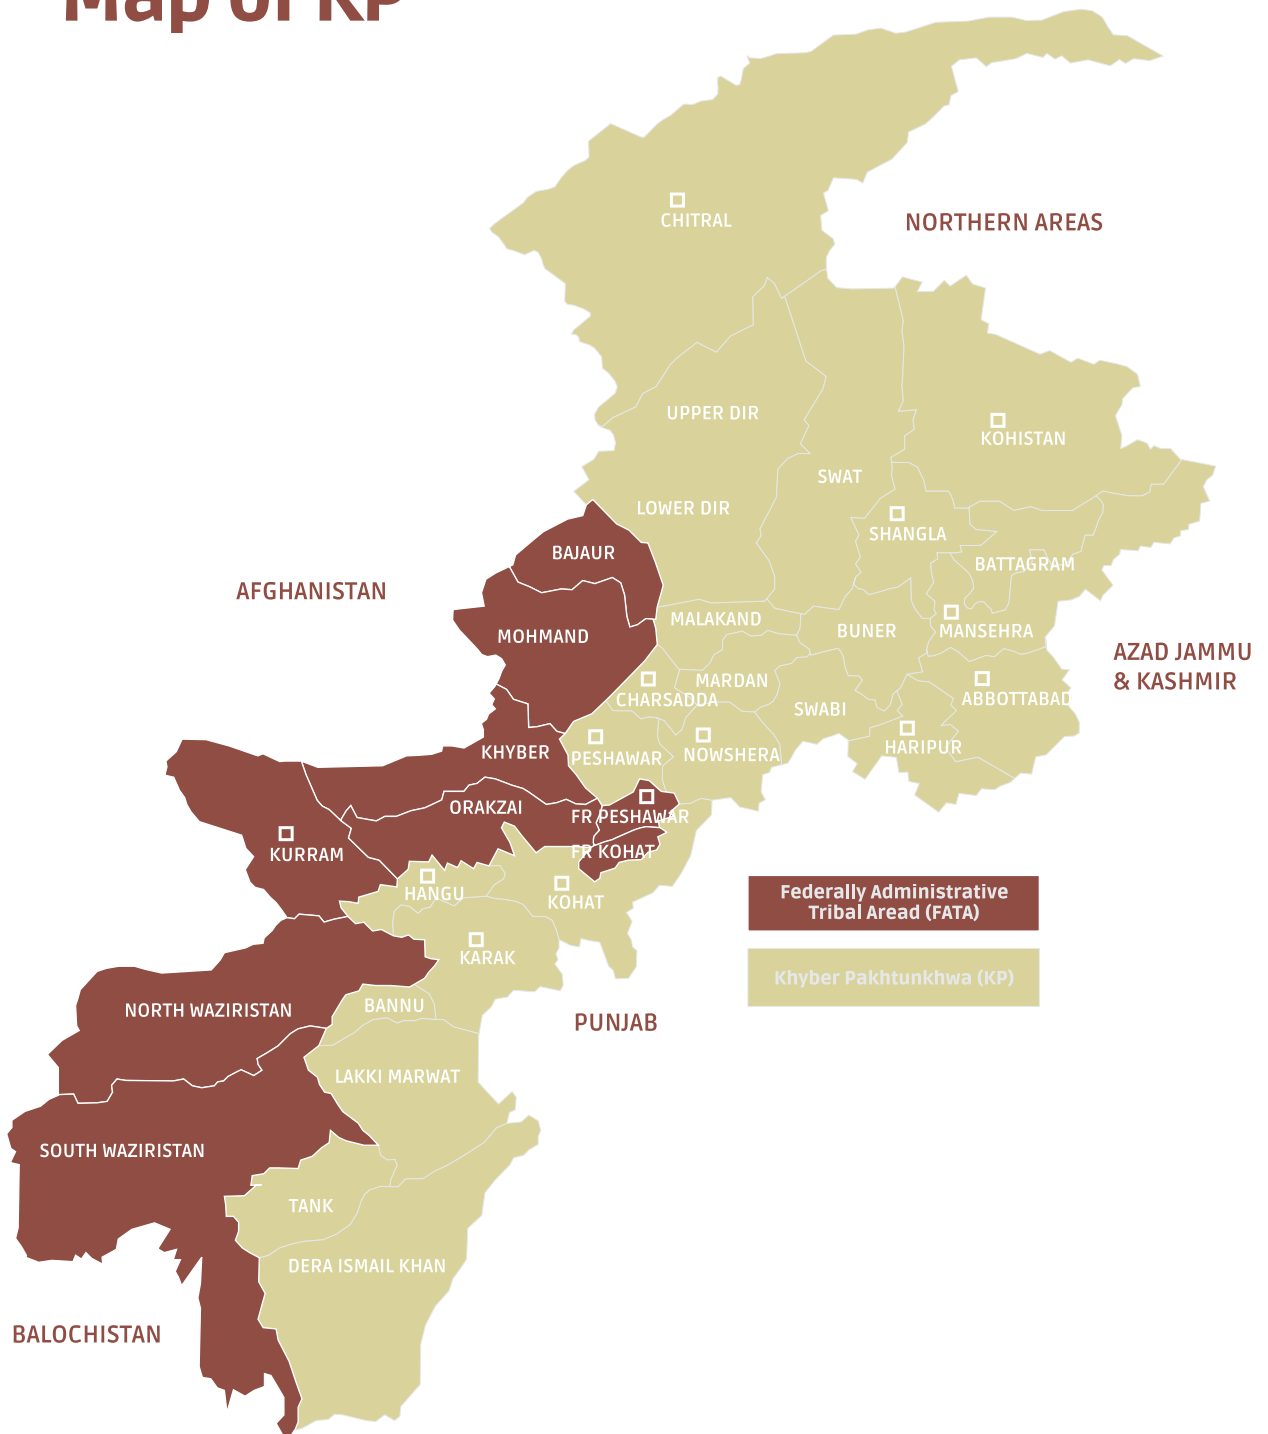 Map of KP
CHITRAL
NORTHERN AREAS
UPPER DIR
KOHISTAN
SWAT
LOWER DIR
SHANGLA
BAJAUR
BATTAGRAM
AFGHANISTAN
MALAKAND
BUNER
MANSEHRA
MOHMAND
AZAD JAMMU
& KASHMIR
MARDAN
CHARSADDA
ABBOTTABAD
SWABI
HARIPUR
KHYBER
PESHAWAR
NOWSHERA
ORAKZAI
FR PESHAWAR
KURRAM
FR KOHAT
HANGU
KOHAT
Federally Administrative
Tribal Aread (FATA)
KARAK
Khyber Pakhtunkhwa (KP)
BANNU
NORTH WAZIRISTAN
PUNJAB
LAKKI MARWAT
SOUTH WAZIRISTAN
TANK
DERA ISMAIL KHAN
BALOCHISTAN